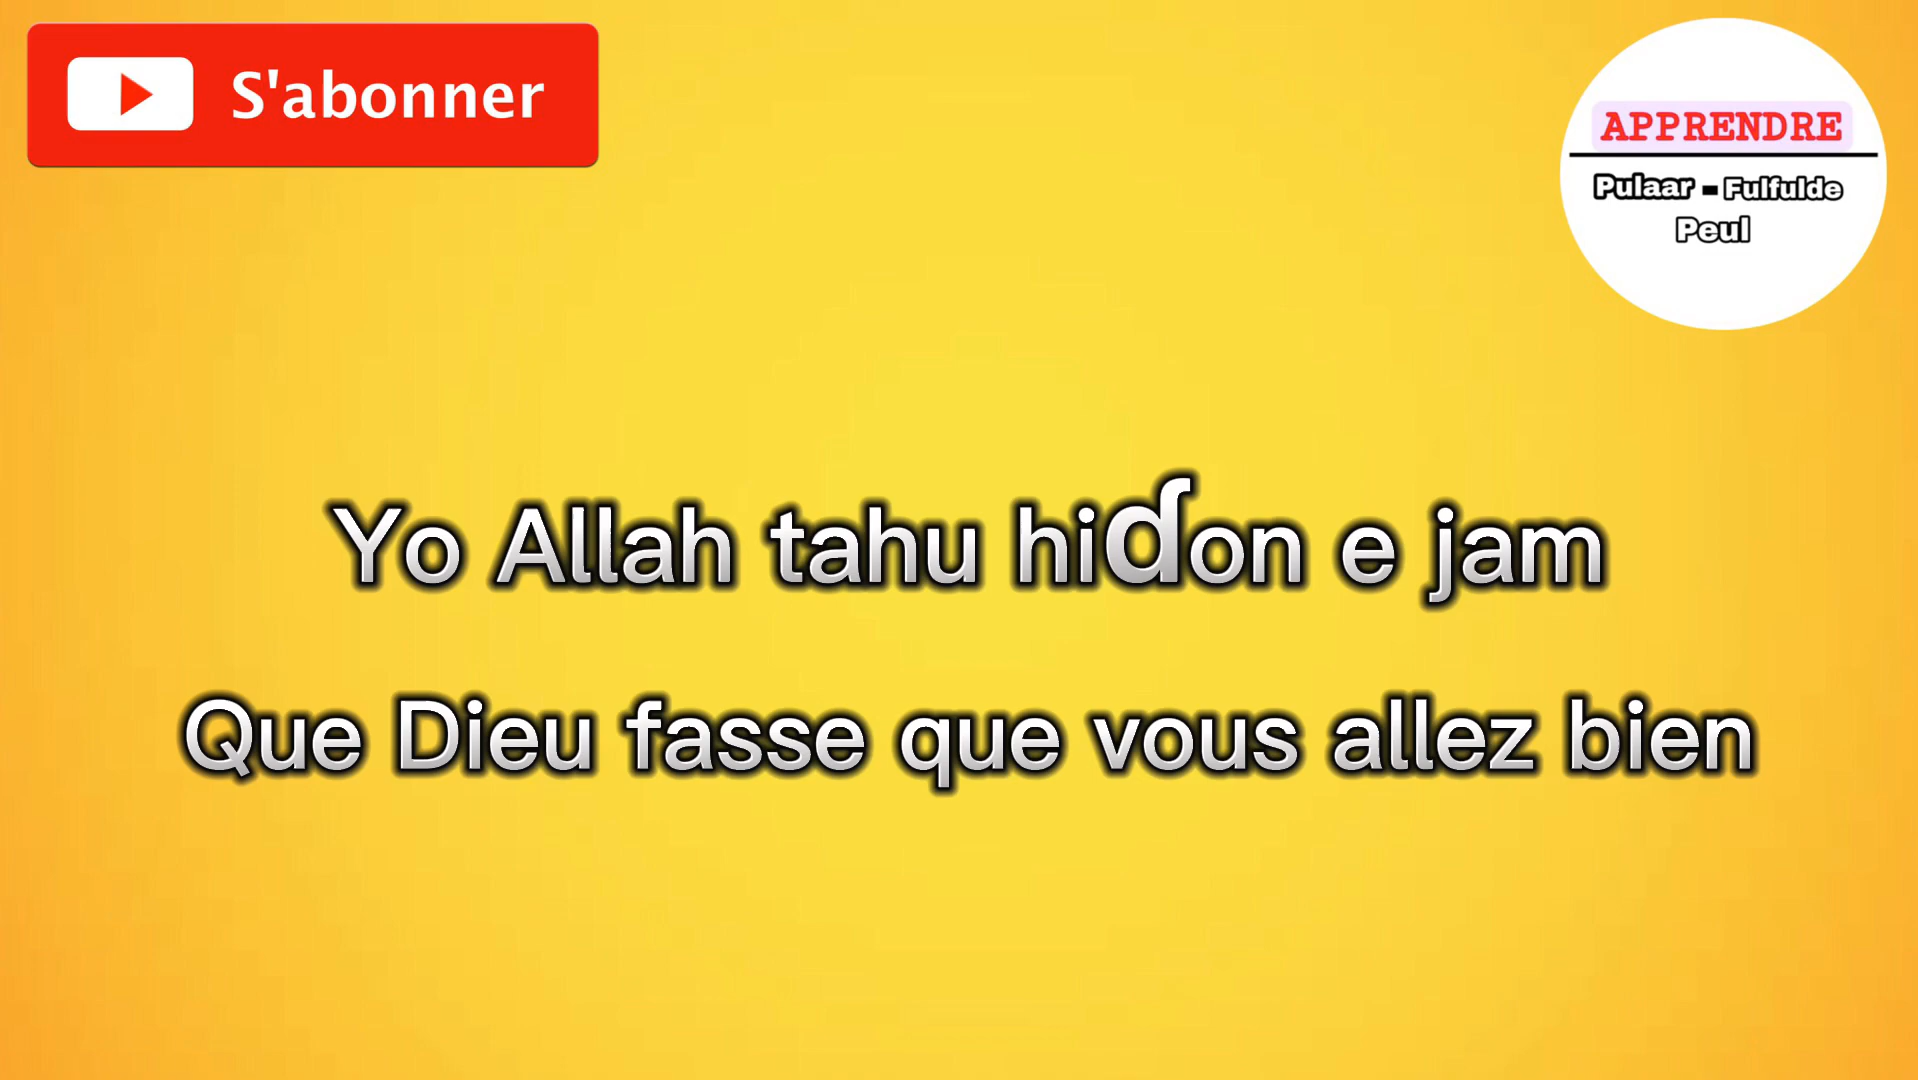 S'abonner
APPRENDRE
Pulaar - Fulfulde
Peul
Yo Allah tahu hiɗon e jam
Que Dieu fasse que vous allez bien